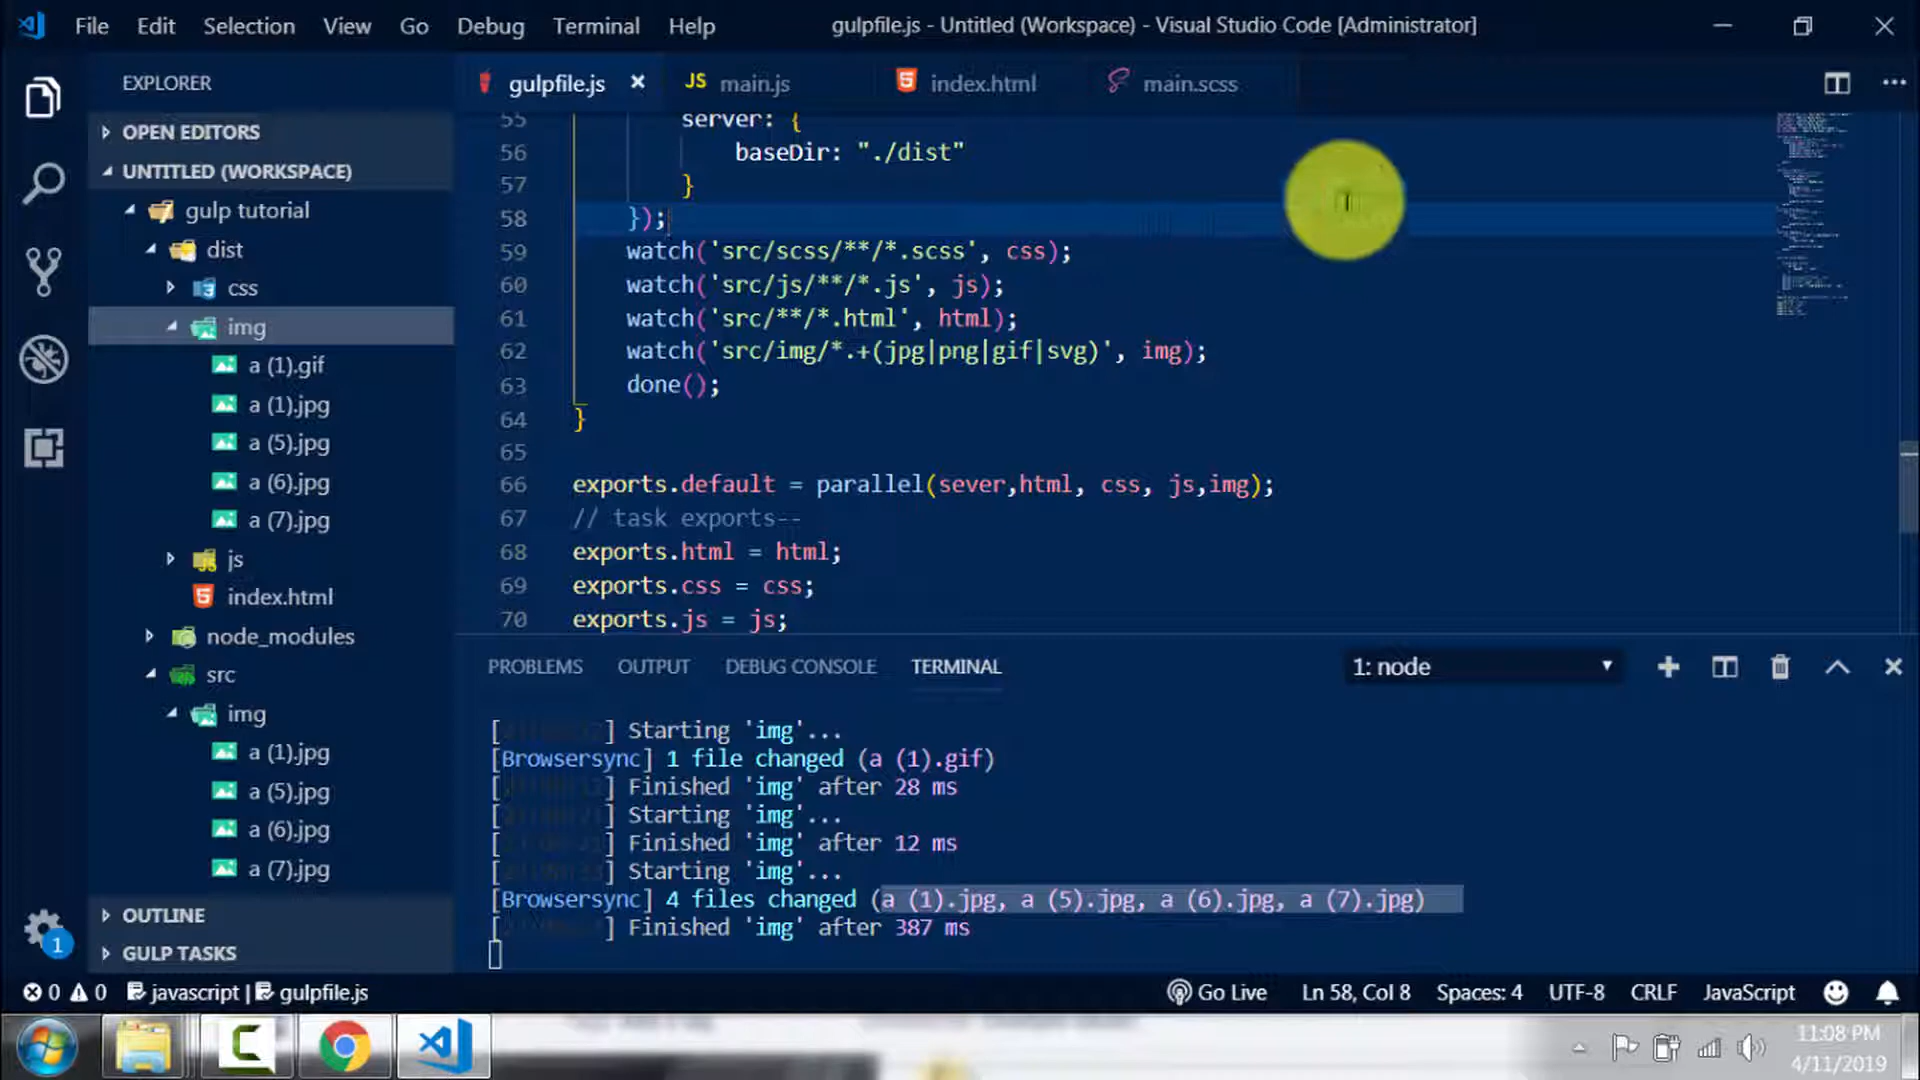 File Edit Selection View Go Debug Terminal Help
gulpfile.js - Untitled (Workspace) - Visual Studio Code [Administrator]
EXPLORER
OPEN EDITORS
UNTITLED (WORKSPACE)
gulp tutorial
dist
css
img
a (1).gif
a (1).jpg
a (5).jpg
a (6).jpg
a (7).jpg
js
index.html
node_modules
src
img
a (1).jpg
a (5).jpg
a (6).jpg
a (7).jpg
OUTLINE
GULP TASKS
gulpfile.js JS main.js index.html main.scss
55 server: {
56 baseDir: "./dist"
57 }
58 });
59 watch('src/scss/**/*.scss', css);
60 watch('src/js/**/*.js', js);
61 watch('src/**/*.html', html);
62 watch('src/img/*.+(jpg|png|gif|svg)', img);
63 done();
64 }
65
66 exports.default = parallel(sever,html, css, js,img);
67 // task exports--
68 exports.html = html;
69 exports.css = css;
70 exports.js = js;
PROBLEMS OUTPUT DEBUG CONSOLE TERMINAL 1: node
[ ] Starting 'img'...
[Browsersync] 1 file changed (a (1).gif)
[ ] Finished 'img' after 28 ms
[ ] Starting 'img'...
[ ] Finished 'img' after 12 ms
[ ] Starting 'img'...
[Browsersync] 4 files changed (a (1).jpg, a (5).jpg, a (6).jpg, a (7).jpg)
[ ] Finished 'img' after 387 ms
1
0 0 javascript | gulpfile.js Go Live Ln 58, Col 8 Spaces: 4 UTF-8 CRLF JavaScript
11:08 PM
4/11/2019